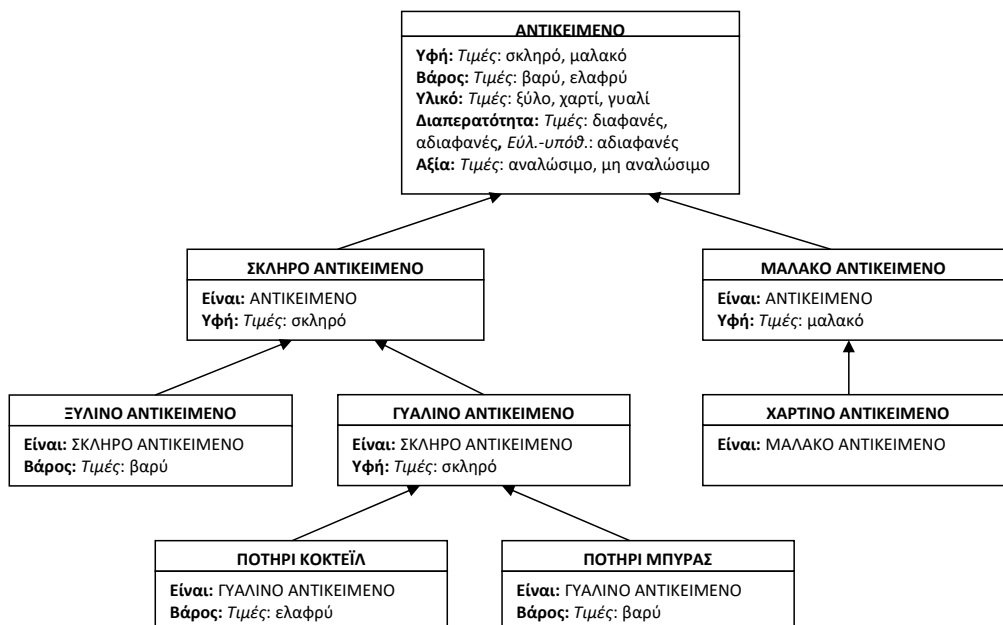 ΑΝΤΙΚΕΙΜΕΝΟ
Υφή: Τιμές: σκληρό, μαλακό
Βάρος: Τιμές: βαρύ, ελαφρύ
Υλικό: Τιμές: ξύλο, χαρτί, γυαλί
Διαπερατότητα: Τιμές: διαφανές,
αδιαφανές, Εύλ.-υπόθ.: αδιαφανές
Αξία: Τιμές: αναλώσιμο, μη αναλώσιμο
ΣΚΛΗΡΟ ΑΝΤΙΚΕΙΜΕΝΟ
Είναι: ΑΝΤΙΚΕΙΜΕΝΟ
Υφή: Τιμές: σκληρό
ΜΑΛΑΚΟ ΑΝΤΙΚΕΙΜΕΝΟ
Είναι: ΑΝΤΙΚΕΙΜΕΝΟ
Υφή: Τιμές: μαλακό
ΞΥΛΙΝΟ ΑΝΤΙΚΕΙΜΕΝΟ
Είναι: ΣΚΛΗΡΟ ΑΝΤΙΚΕΙΜΕΝΟ
Βάρος: Τιμές: βαρύ
ΓΥΑΛΙΝΟ ΑΝΤΙΚΕΙΜΕΝΟ
Είναι: ΣΚΛΗΡΟ ΑΝΤΙΚΕΙΜΕΝΟ
Υφή: Τιμές: σκληρό
ΧΑΡΤΙΝΟ ΑΝΤΙΚΕΙΜΕΝΟ
Είναι: ΜΑΛΑΚΟ ΑΝΤΙΚΕΙΜΕΝΟ
ΠΟΤΗΡΙ ΚΟΚΤΕΪΛ
Είναι: ΓΥΑΛΙΝΟ ΑΝΤΙΚΕΙΜΕΝΟ
Βάρος: Τιμές: ελαφρύ
ΠΟΤΗΡΙ ΜΠΥΡΑΣ
Είναι: ΓΥΑΛΙΝΟ ΑΝΤΙΚΕΙΜΕΝΟ
Βάρος: Τιμές: βαρύ